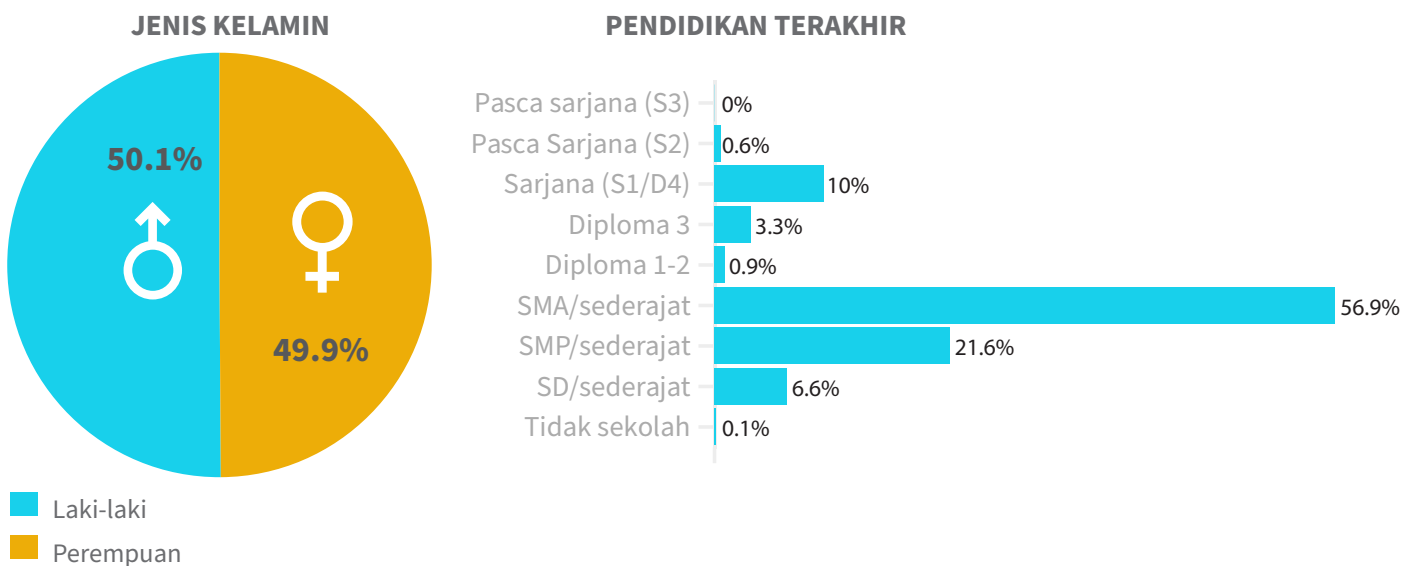 JENIS KELAMIN
50.1%
49.9%
Laki-laki
Perempuan
PENDIDIKAN TERAKHIR
Pasca sarjana (S3) 0%
Pasca Sarjana (S2) 0.6%
Sarjana (S1/D4) 10%
Diploma 3 3.3%
Diploma 1-2 0.9%
SMA/sederajat 56.9%
SMP/sederajat 21.6%
SD/sederajat 6.6%
Tidak sekolah 0.1%